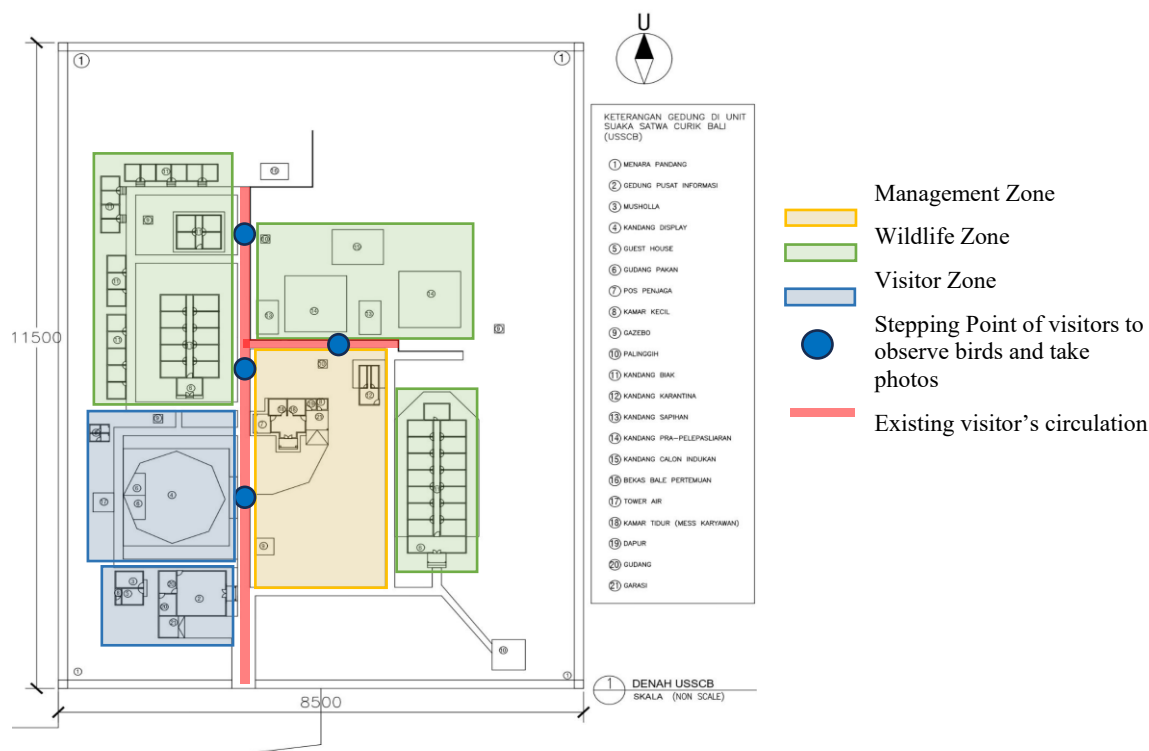 U
1
1
KETERANGAN GEDUNG DI UNIT
SUAKA SATWA CURIK BALI
(USSCB)
1 MENARA PANDANG
2 GEDUNG PUSAT INFORMASI
3 MUSHOLLA
4 KANDANG DISPLAY
5 GUEST HOUSE
6 GUDANG PAKAN
7 POS PENJAGA
8 KAMAR KECIL
9 GAZEBO
10 PALINGGIH
11 KANDANG BIAK
12 KANDANG KARANTINA
13 KANDANG SAPIHAN
14 KANDANG PRA-PELEPASLIARAN
15 KANDANG CALON INDUKAN
16 BEKAS BALE PERTEMUAN
17 TOWER AIR
18 KAMAR TIDUR (MESS KARYAWAN)
19 DAPUR
20 GUDANG
21 GARASI
Management Zone
Wildlife Zone
Visitor Zone
Stepping Point of visitors to
observe birds and take
photos
Existing visitor's circulation
11500
8500
1
1
1 DENAH USSCB
SKALA (NON SCALE)